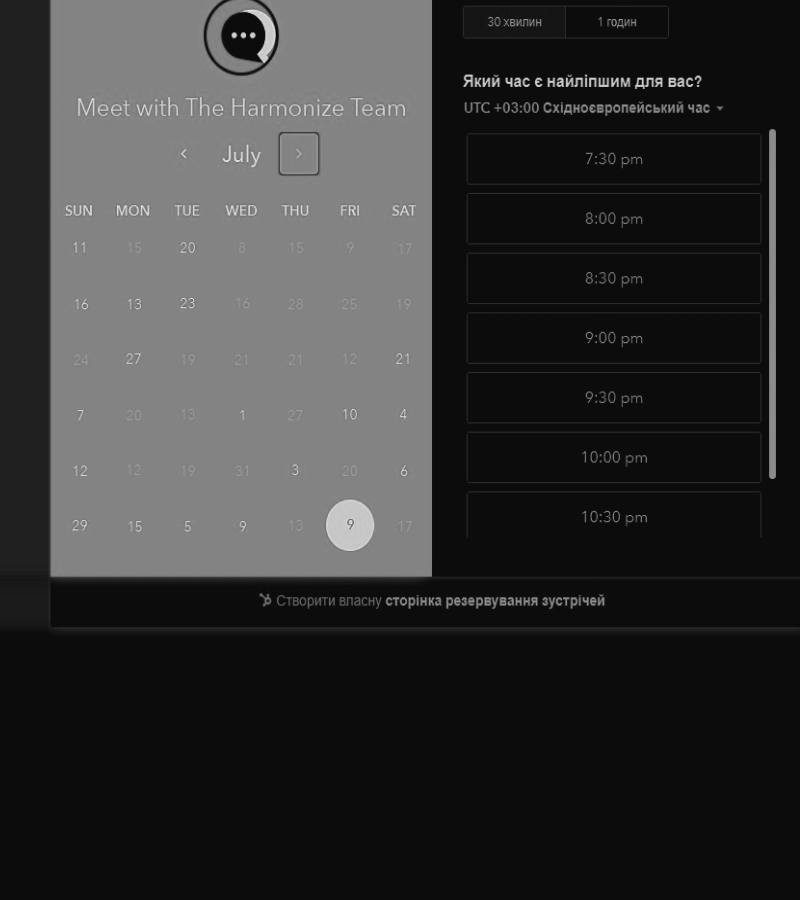 Meet with The Harmonize Team
July
SUN MON TUE WED THU FRI SAT
11 15 20 8 15 9 17
16 13 23 16 28 25 19
24 27 19 21 21 12 21
7 20 13 1 27 10 4
12 12 19 31 3 20 6
29 15 5 9 13 9 17
30 хвилин 1 годин
Який час є найліпшим для вас?
UTC +03:00 Східноєвропейський час
7:30 pm
8:00 pm
8:30 pm
9:00 pm
9:30 pm
10:00 pm
10:30 pm
Створити власну сторінка резервування зустрічей